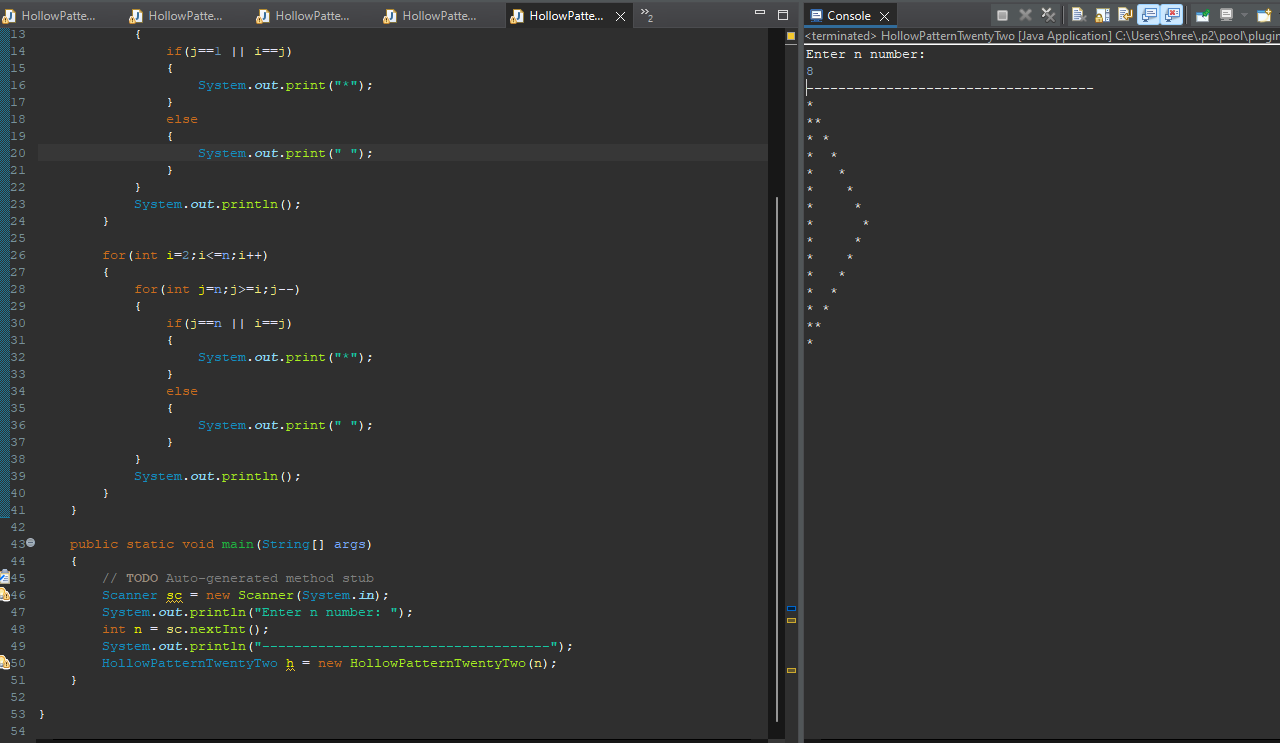 HollowPatte...
HollowPatte...
HollowPatte...
HollowPatte...
HollowPatte...
2
13 {
14 if(j==1 || i==j)
15 {
16 System.out.print("*");
17 }
18 else
19 {
20 System.out.print(" ");
21 }
22 }
23 System.out.println();
24 }
25
26 for(int i=2;i<=n;i++)
27 {
28 for(int j=n;j>=i;j--)
29 {
30 if(j==n || i==j)
31 {
32 System.out.print("*");
33 }
34 else
35 {
36 System.out.print(" ");
37 }
38 }
39 System.out.println();
40 }
41 }
42
43 public static void main(String[] args)
44 {
45 // TODO Auto-generated method stub
46 Scanner sc = new Scanner(System.in);
47 System.out.println("Enter n number: ");
48 int n = sc.nextInt();
49 System.out.println("------------------------------------");
50 HollowPatternTwentyTwo h = new HollowPatternTwentyTwo(n);
51 }
52
53 }
54
Console
<terminated> HollowPatternTwentyTwo [Java Application] C:\Users\Shree\.p2\pool\plugin
Enter n number:
8
------------------------------------
*
**
* *
*  *
*   *
*    *
*     *
*      *
*     *
*    *
*   *
*  *
* *
**
*